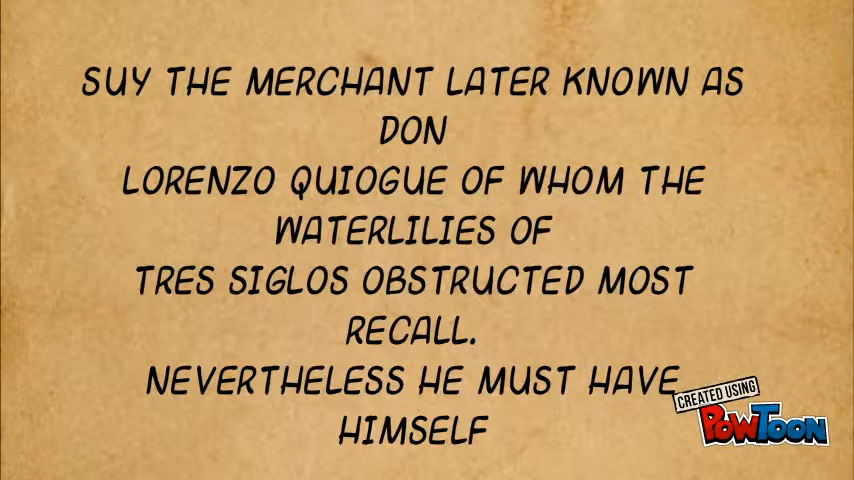 SUY THE MERCHANT LATER KNOWN AS
DON
LORENZO QUIOGUE OF WHOM THE
WATERLILIES OF
TRES SIGLOS OBSTRUCTED MOST
RECALL.
NEVERTHELESS HE MUST HAVE
HIMSELF
CREATED USING
POWTOON